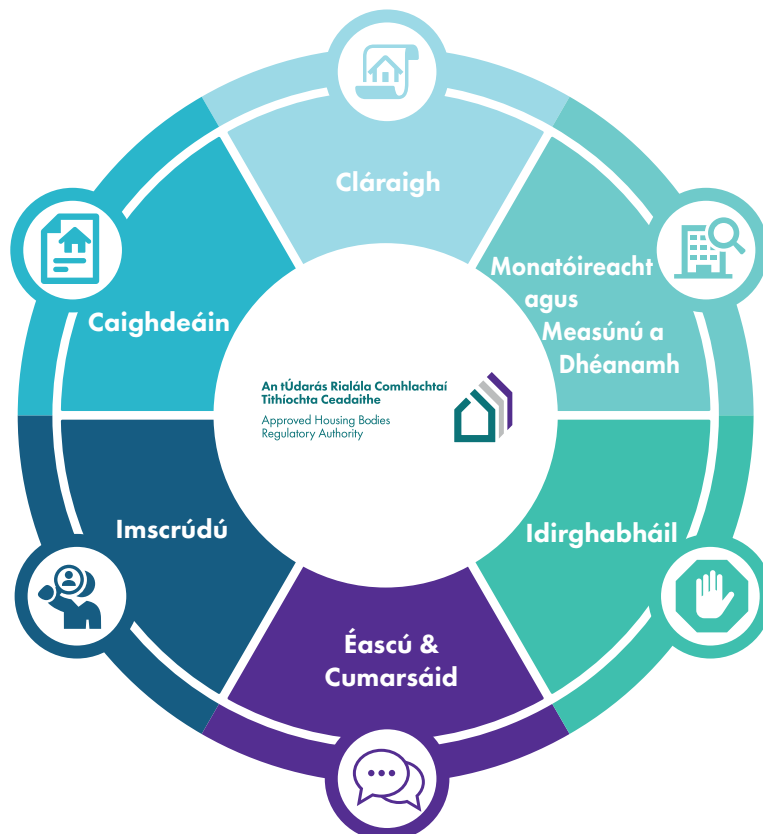 Cláraigh
Monatóireacht
agus
Measúnú a
Dhéanamh
Caighdeáin
An tÚdarás Rialála Comhlachtaí
Tithíochta Ceadaithe
Approved Housing Bodies
Regulatory Authority
Imscrúdú
Idirghabháil
Éascú &
Cumarsáid